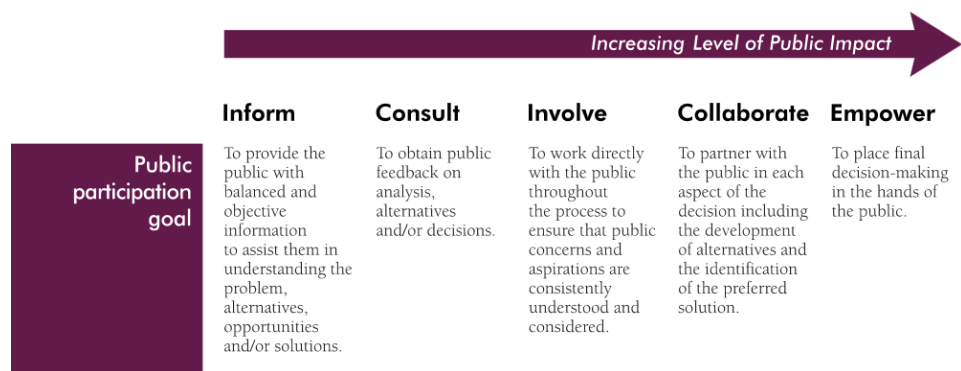 Increasing Level of Public Impact
Inform
Consult
Involve
Collaborate
Empower
Public
participation
goal
To provide the
public with
balanced and
objective
information
to assist them in
understanding the
problem,
alternatives,
opportunities
and/or solutions.
To obtain public
feedback on
analysis,
alternatives
and/or decisions.
To work directly
with the public
throughout
the process to
ensure that public
concerns and
aspirations are
consistently
understood and
considered.
To partner with
the public in each
aspect of the
decision including
the development
of alternatives and
the identification
of the preferred
solution.
To place final
decision-making
in the hands of
the public.